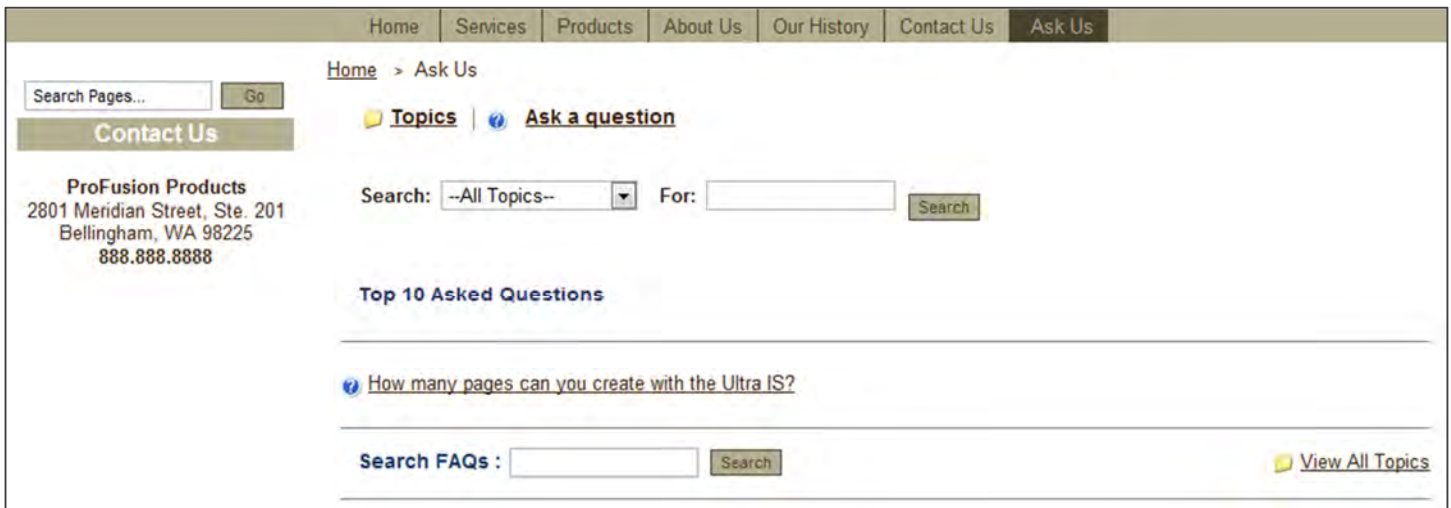 Home Services Products About Us Our History Contact Us Ask Us
Search Pages... Go
Contact Us
ProFusion Products
2801 Meridian Street, Ste. 201
Bellingham, WA 98225
888.888.8888
Home > Ask Us
Topics | Ask a question
Search: --All Topics-- For: Search
Top 10 Asked Questions
How many pages can you create with the Ultra IS?
Search FAQs : Search View All Topics